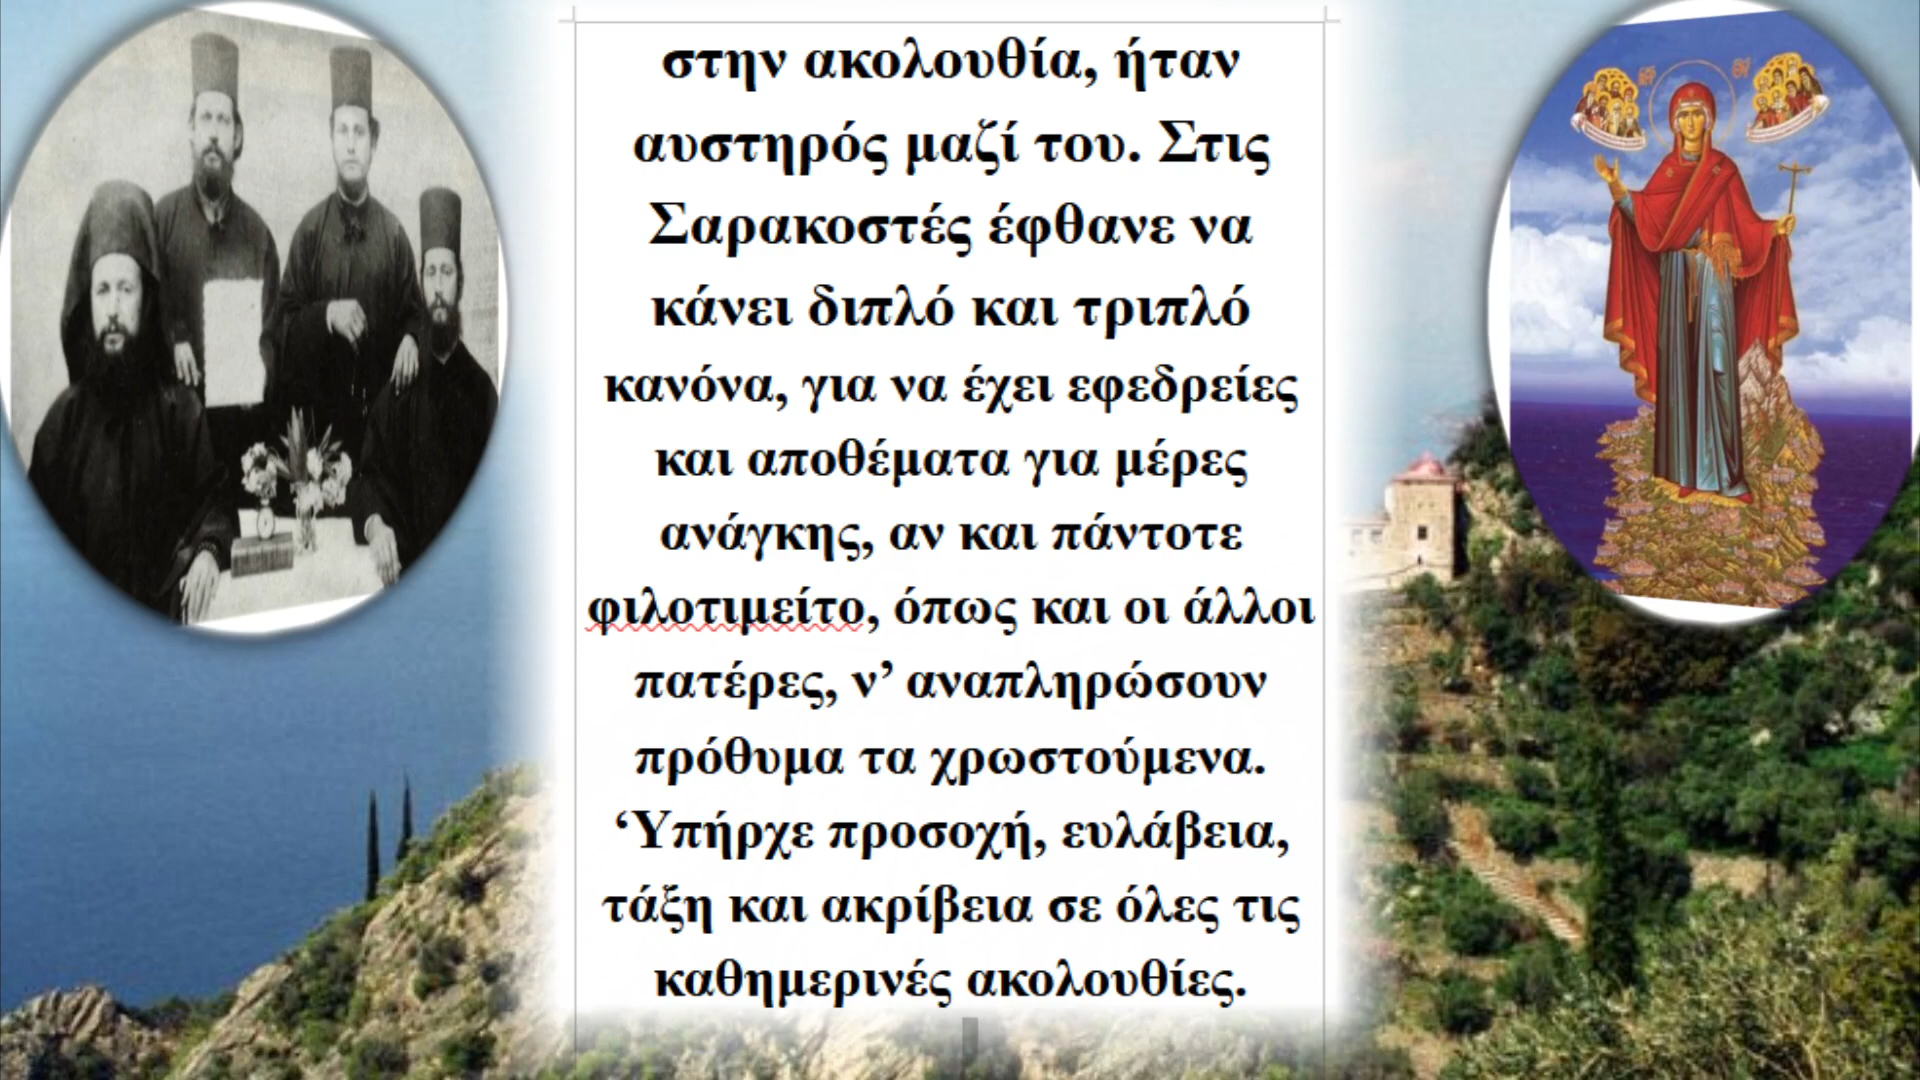 στην ακολουθία, ήταν
αυστηρός μαζί του. Στις
Σαρακοστές έφθανε να
κάνει διπλό και τριπλό
κανόνα, για να έχει εφεδρείες
και αποθέματα για μέρες
ανάγκης, αν και πάντοτε
φιλοτιμείτο, όπως και οι άλλοι
πατέρες, ν’ αναπληρώσουν
πρόθυμα τα χρωστούμενα.
‘Υπήρχε προσοχή, ευλάβεια,
τάξη και ακρίβεια σε όλες τις
καθημερινές ακολουθίες.